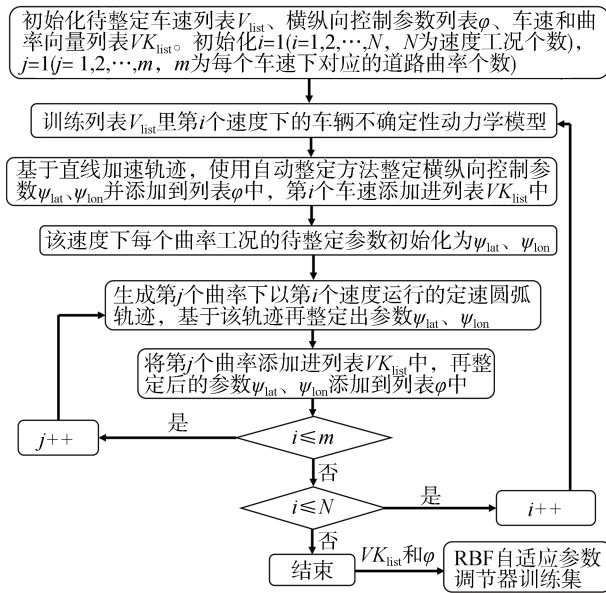 初始化待整定车速列表V_list、横纵向控制参数列表φ、车速和曲
率向量列表VK_list。初始化i=1(i=1,2,⋯,N，N为速度工况个数),
j=1(j= 1,2,⋯,m，m为每个车速下对应的道路曲率个数)
训练列表V_list里第i个速度下的车辆不确定性动力学模型
基于直线加速轨迹，使用自动整定方法整定横纵向控制参
数ψ_lat、ψ_lon并添加到列表φ中，第i个车速添加进列表VK_list中
该速度下每个曲率工况的待整定参数初始化为ψ_lat、ψ_lon
生成第j个曲率下以第i个速度运行的定速圆弧
轨迹，基于该轨迹再整定出参数ψ_lat、ψ_lon
将第j个曲率添加进列表VK_list中，再整
定后的参数ψ_lat、ψ_lon添加到列表φ中
是
j++
i≤m
否
i≤N
是
i++
否
结束
VK_list和φ
RBF自适应参数
调节器训练集